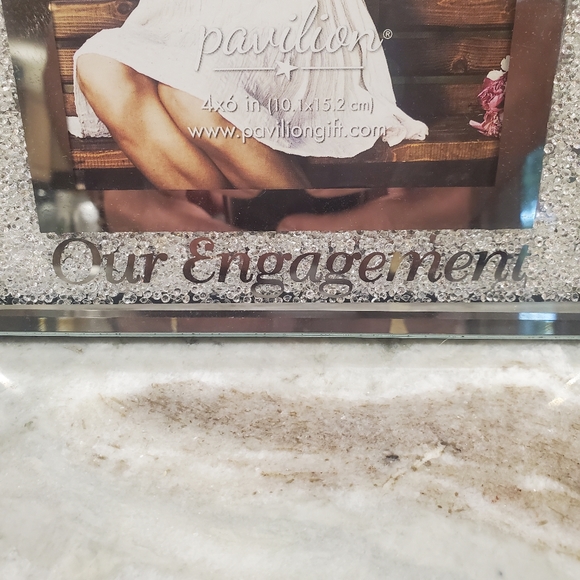 pavilion®
4x6 in (10.1x15.2 cm)
www.paviliongift.com
Our Engagement